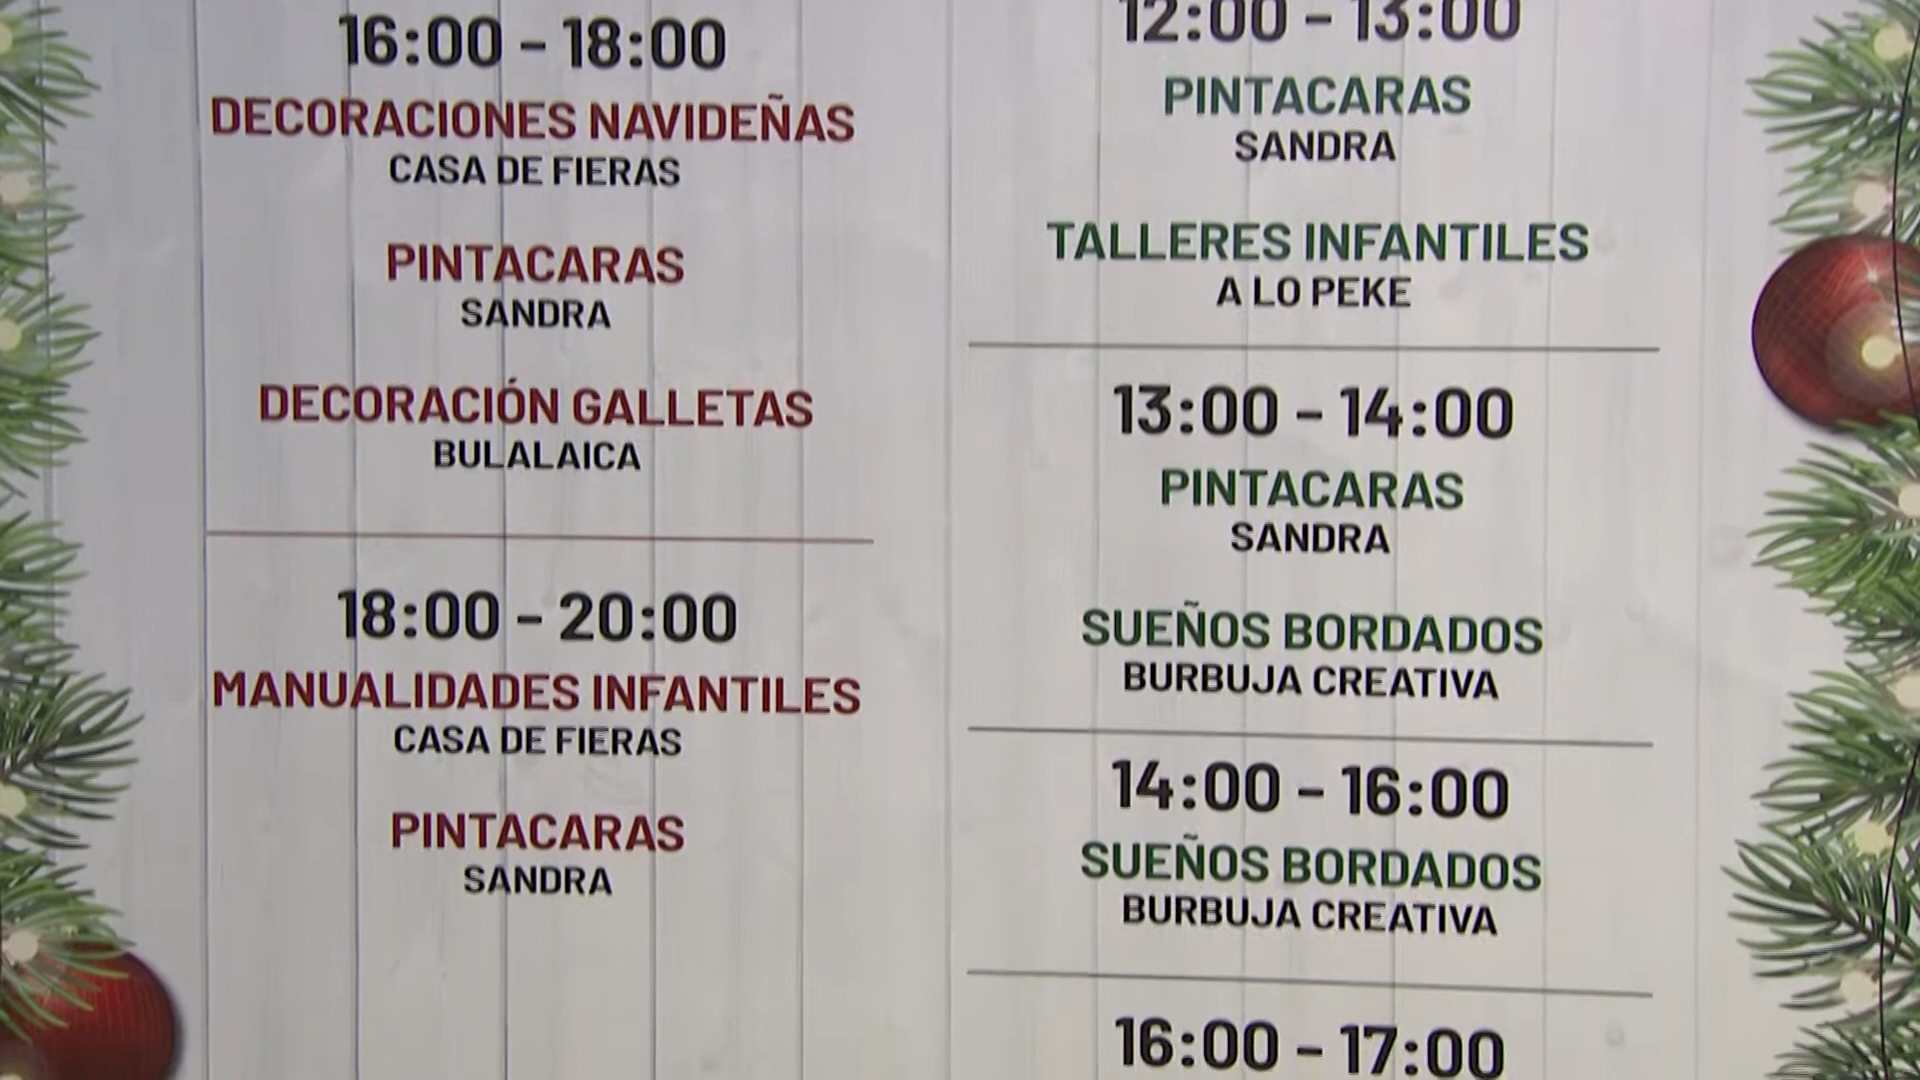 16:00 - 18:00
DECORACIONES NAVIDEÑAS
CASA DE FIERAS
PINTACARAS
SANDRA
DECORACIÓN GALLETAS
BULALAICA
18:00 - 20:00
MANUALIDADES INFANTILES
CASA DE FIERAS
PINTACARAS
SANDRA
12:00 - 13:00
PINTACARAS
SANDRA
TALLERES INFANTILES
A LO PEKE
13:00 - 14:00
PINTACARAS
SANDRA
SUEÑOS BORDADOS
BURBUJA CREATIVA
14:00 - 16:00
SUEÑOS BORDADOS
BURBUJA CREATIVA
16:00 - 17:00